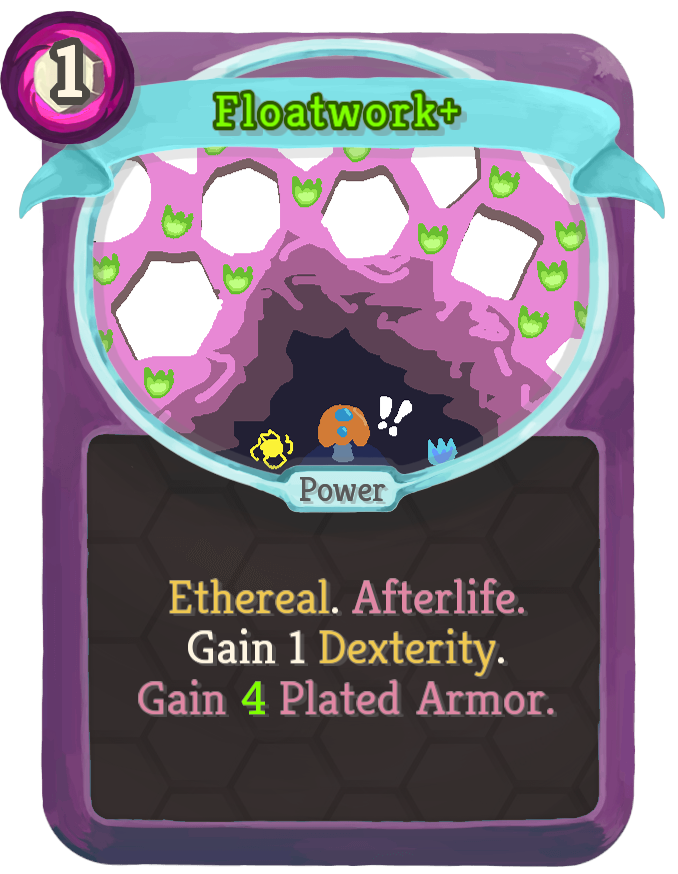 1
Floatwork+
!!
Power
Ethereal. Afterlife.
Gain 1 Dexterity.
Gain 4 Plated Armor.